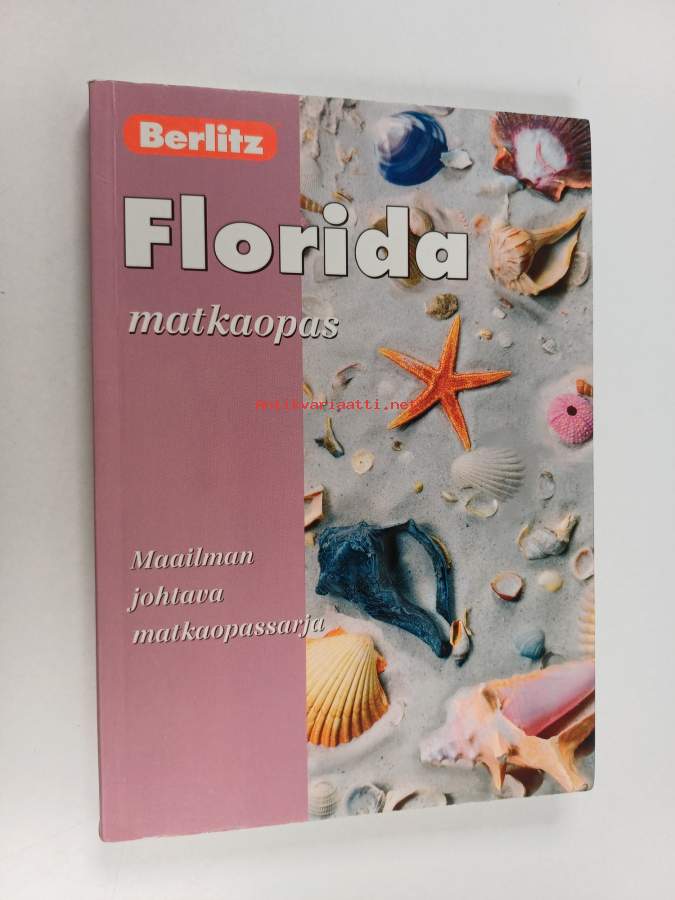 Berlitz
Florida
matkaopas
antikvariaatti.net
Maailman
johtava
matkaopassarja